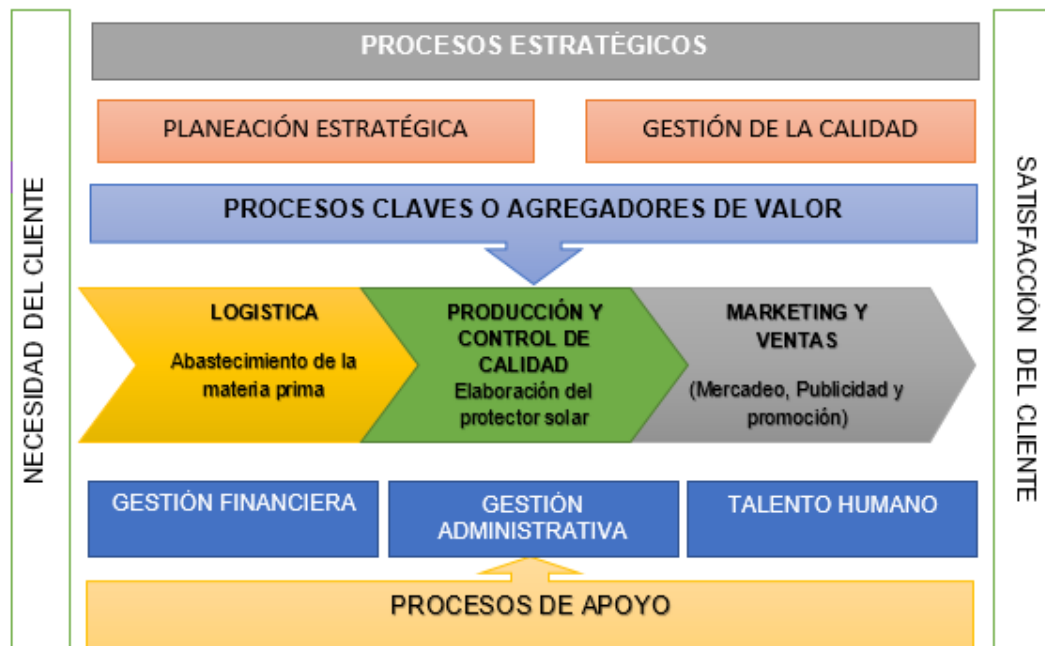 NECESIDAD DEL CLIENTE
PROCESOS ESTRATÉGICOS
PLANEACIÓN ESTRATÉGICA
GESTIÓN DE LA CALIDAD
PROCESOS CLAVES O AGREGADORES DE VALOR
LOGISTICA
Abastecimiento de la
materia prima
PRODUCCIÓN Y
CONTROL DE
CALIDAD
Elaboración del
protector solar
MARKETING Y
VENTAS
(Mercadeo, Publicidad y
promoción)
GESTIÓN FINANCIERA
GESTIÓN
ADMINISTRATIVA
TALENTO HUMANO
PROCESOS DE APOYO
SATISFACCIÓN DEL CLIENTE